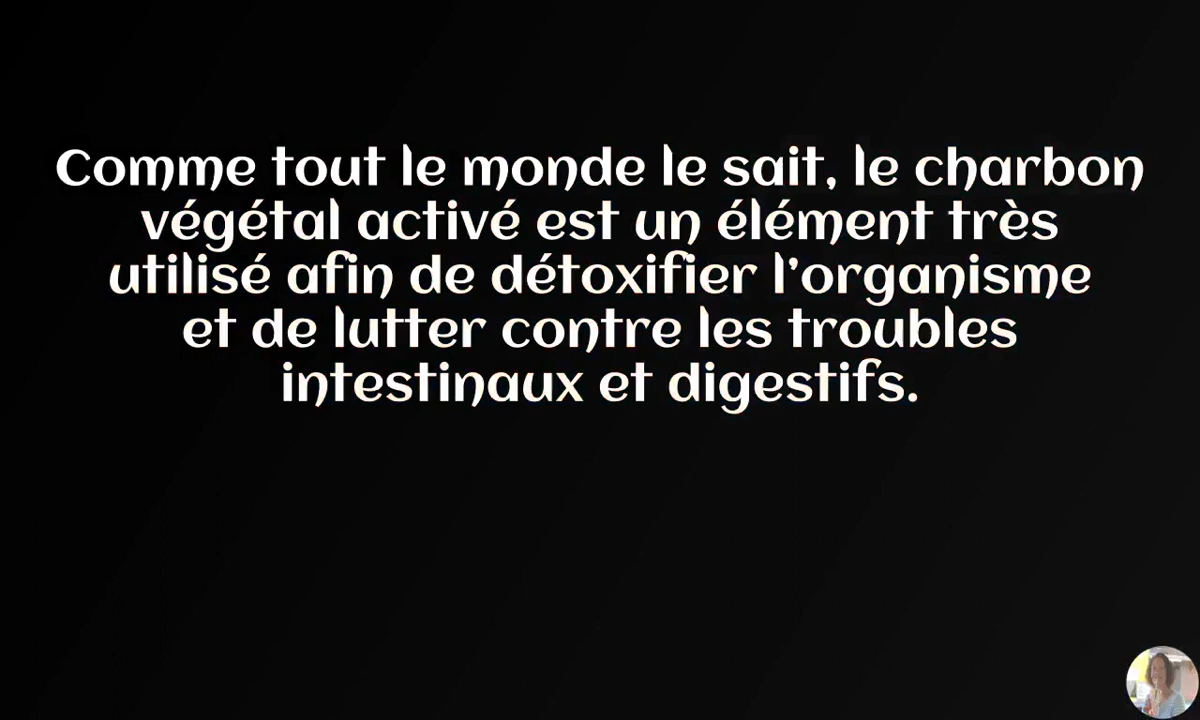 Comme tout le monde le sait, le charbon
végétal activé est un élément très
utilisé afin de détoxifier l'organisme
et de lutter contre les troubles
intestinaux et digestifs.